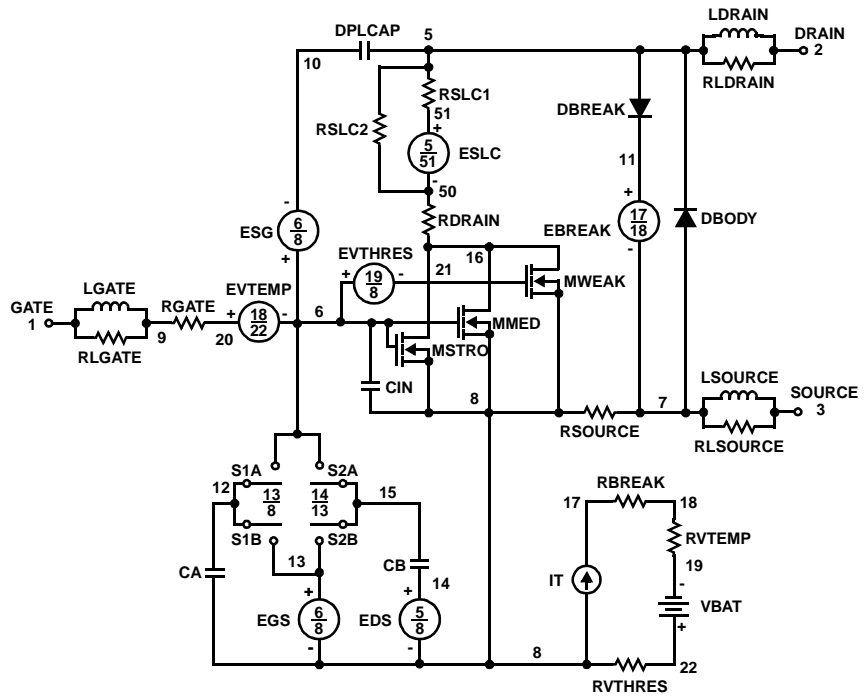 LDRAIN
DPLCAP
5
DRAIN
2
10
RLDRAIN
RSLC1
51
RSLC2
+
5
51
ESLC
-
50
DBREAK
11
+
17
18
EBREAK
-
DBODY
-
6
8
ESG
+
RDRAIN
16
EVTHRES
+
19
8
-
21
MWEAK
LGATE
GATE
1
RLGATE
9
RGATE
20
EVTEMP
+
18
22
-
6
MMED
MSTRO
CIN
8
RSOURCE
7
LSOURCE
SOURCE
3
RLSOURCE
S1A
S2A
12
13
8
14
13
15
S1B
S2B
13
CA
CB
14
+
6
8
EGS
-
+
5
8
EDS
-
8
RBREAK
17
18
RVTEMP
19
IT
-
VBAT
+
22
RVTHRES